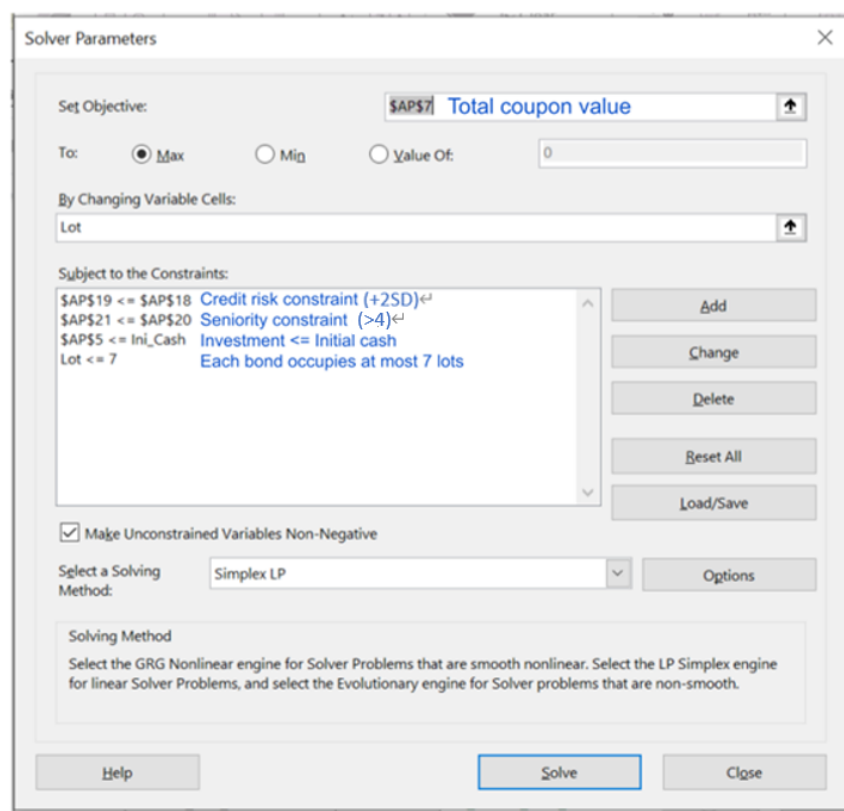 Solver Parameters
Set Objective:
$AP$7 Total coupon value
To: Max Min Value Of: 0
By Changing Variable Cells:
Lot
Subject to the Constraints:
$AP$19 <= $AP$18 Credit risk constraint (+2SD)↵
$AP$21 <= $AP$20 Seniority constraint (>4)↵
$AP$5 <= Ini_Cash Investment <= Initial cash
Lot <= 7 Each bond occupies at most 7 lots
Add
Change
Delete
Reset All
Load/Save
Make Unconstrained Variables Non-Negative
Select a Solving
Method:
Simplex LP
Options
Solving Method
Select the GRG Nonlinear engine for Solver Problems that are smooth nonlinear. Select the LP Simplex engine
for linear Solver Problems, and select the Evolutionary engine for Solver problems that are non-smooth.
Help
Solve
Close